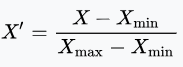 X′ = (X − X_min) / (X_max − X_min)